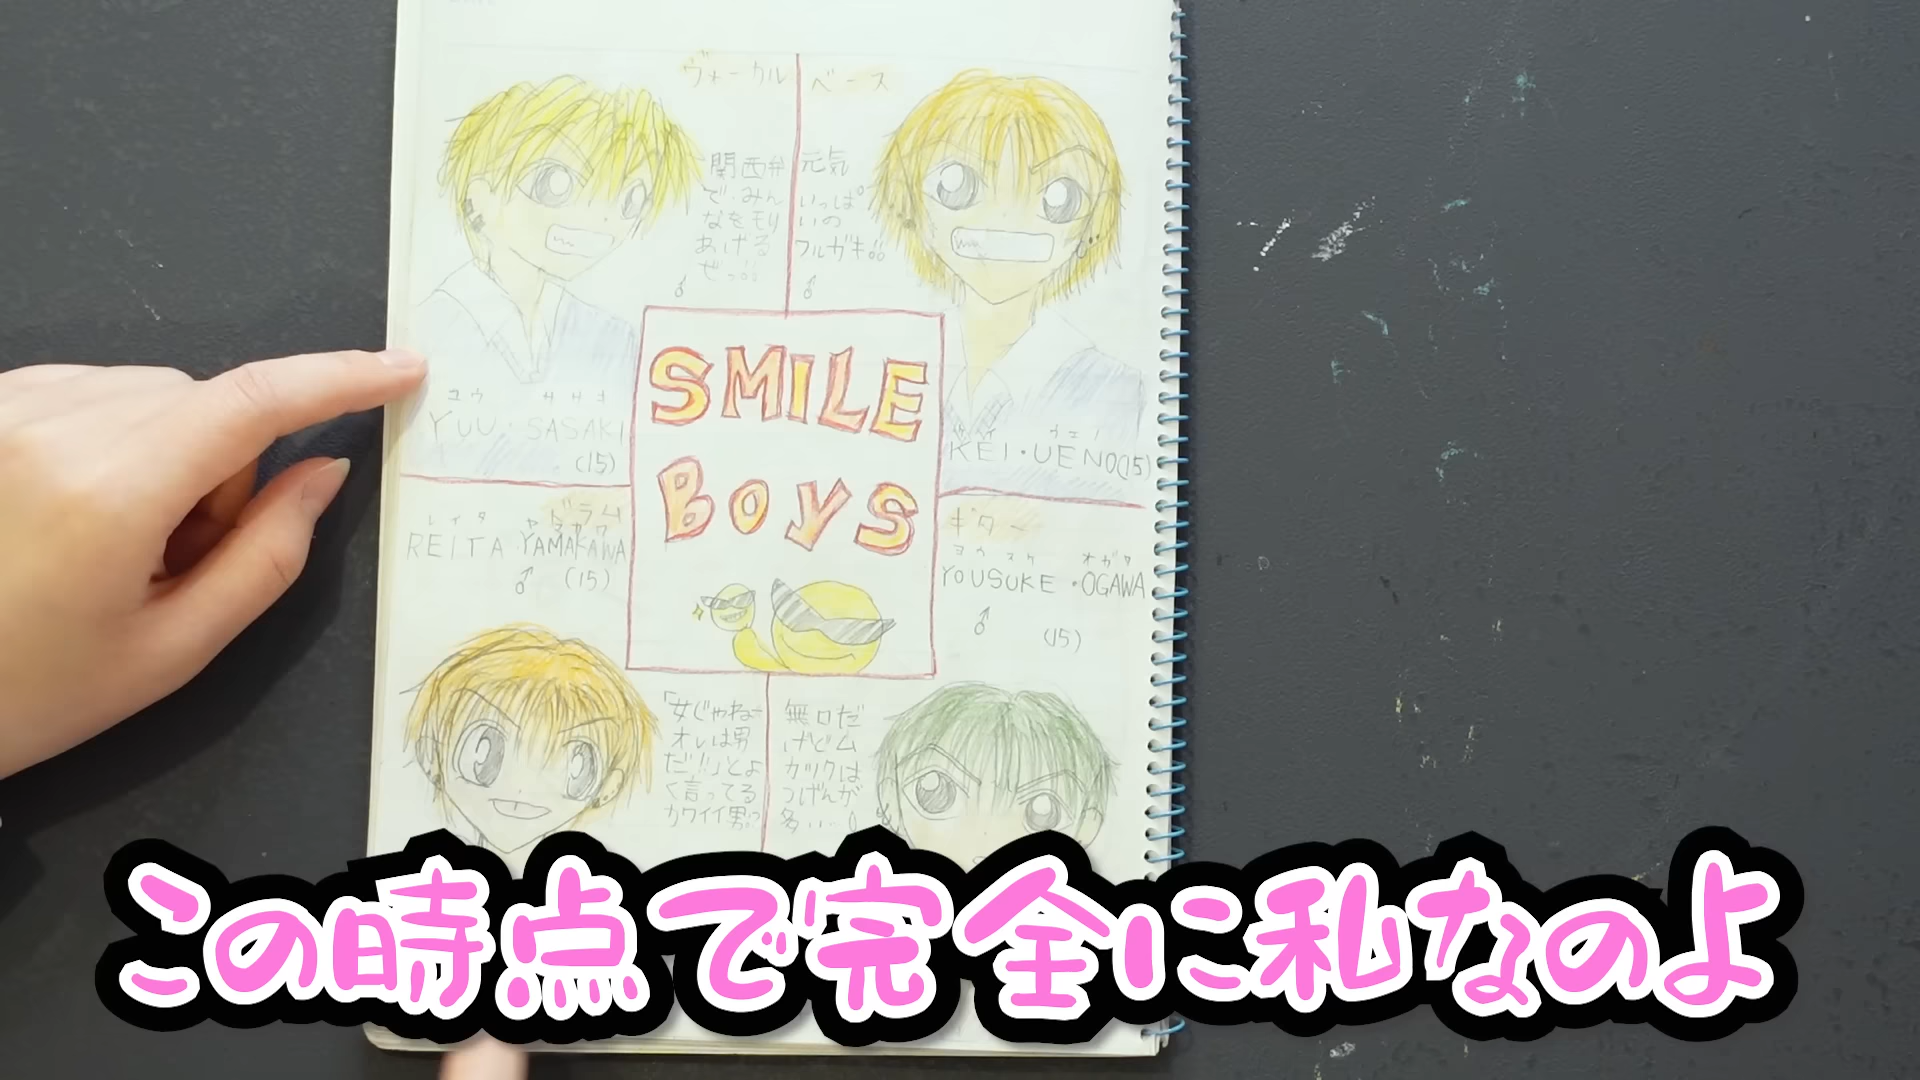 ヴォーカル
関西弁
で、みん
なをモリ
あげる
ぜっ!!
♂
ユウ ササキ
YUU・SASAKI
(15)
ベース
元気
いっぱ
いの
ワルガキ!!
♂
ケイ ウエノ
KEI・UENO(15)
SMILE
BOYS
ドラム
レイタ ヤマカワ
REITA・YAMAKAWA
♂ (15)
「女じゃねー
オレは男
だ!!」とよ
く言ってる
カワイイ男!?
ギター
ヨウスケ オガワ
YOUSUKE・OGAWA
♂ (15)
無口だ
けどム
カツクは
つげんが
多い…
この時点で完全に私なのよ